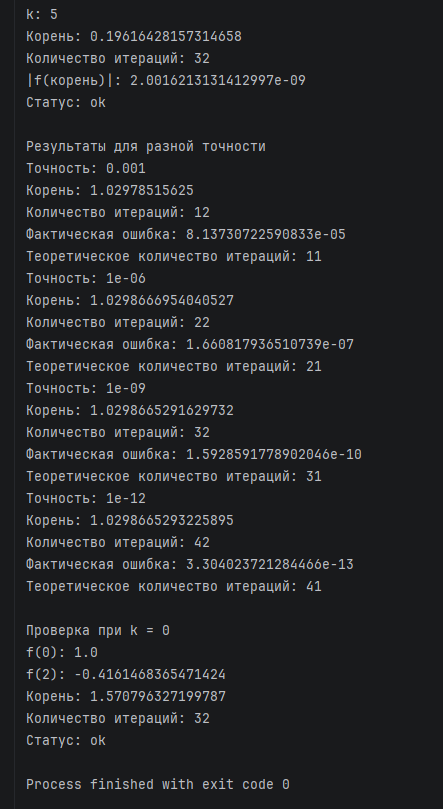 k: 5
Корень: 0.19616428157314658
Количество итераций: 32
|f(корень)|: 2.0016213131412997e-09
Статус: ok
Результаты для разной точности
Точность: 0.001
Корень: 1.02978515625
Количество итераций: 12
Фактическая ошибка: 8.13730722590833e-05
Теоретическое количество итераций: 11
Точность: 1e-06
Корень: 1.0298666954040527
Количество итераций: 22
Фактическая ошибка: 1.660817936510739e-07
Теоретическое количество итераций: 21
Точность: 1e-09
Корень: 1.0298665291629732
Количество итераций: 32
Фактическая ошибка: 1.5928591778902046e-10
Теоретическое количество итераций: 31
Точность: 1e-12
Корень: 1.0298665293225895
Количество итераций: 42
Фактическая ошибка: 3.304023721284466e-13
Теоретическое количество итераций: 41
Проверка при k = 0
f(0): 1.0
f(2): -0.4161468365471424
Корень: 1.570796327199787
Количество итераций: 32
Статус: ok
Process finished with exit code 0